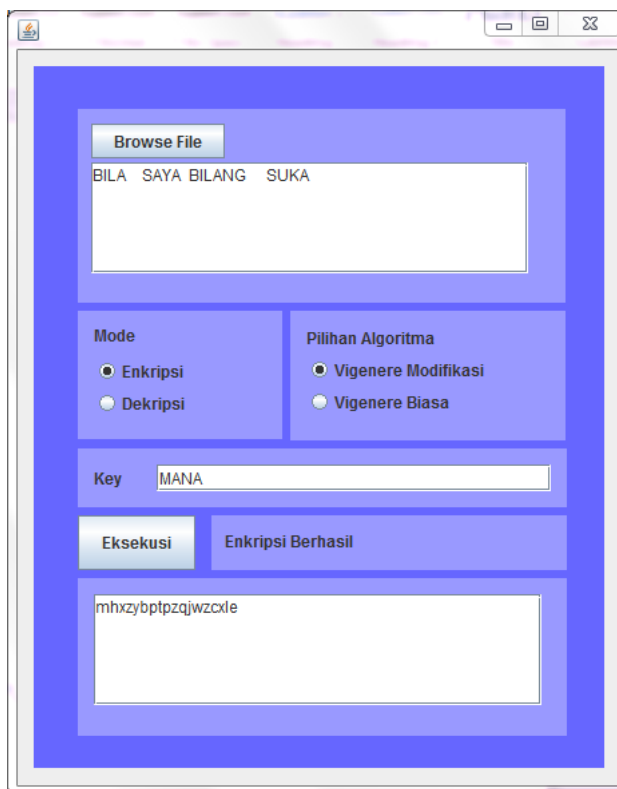 Browse File
BILA   SAYA BILANG    SUKA
Mode
Enkripsi
Dekripsi
Pilihan Algoritma
Vigenere Modifikasi
Vigenere Biasa
Key MANA
Eksekusi
Enkripsi Berhasil
mhxzybptpzqjwzcxle